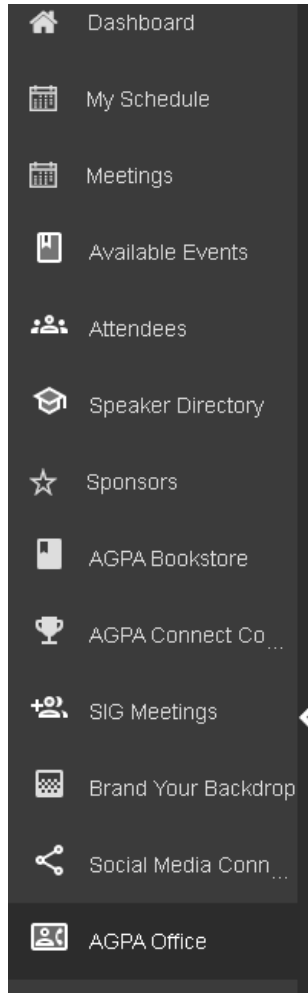 Dashboard
My Schedule
Meetings
Available Events
Attendees
Speaker Directory
Sponsors
AGPA Bookstore
AGPA Connect Co...
SIG Meetings
Brand Your Backdrop
Social Media Conn...
AGPA Office